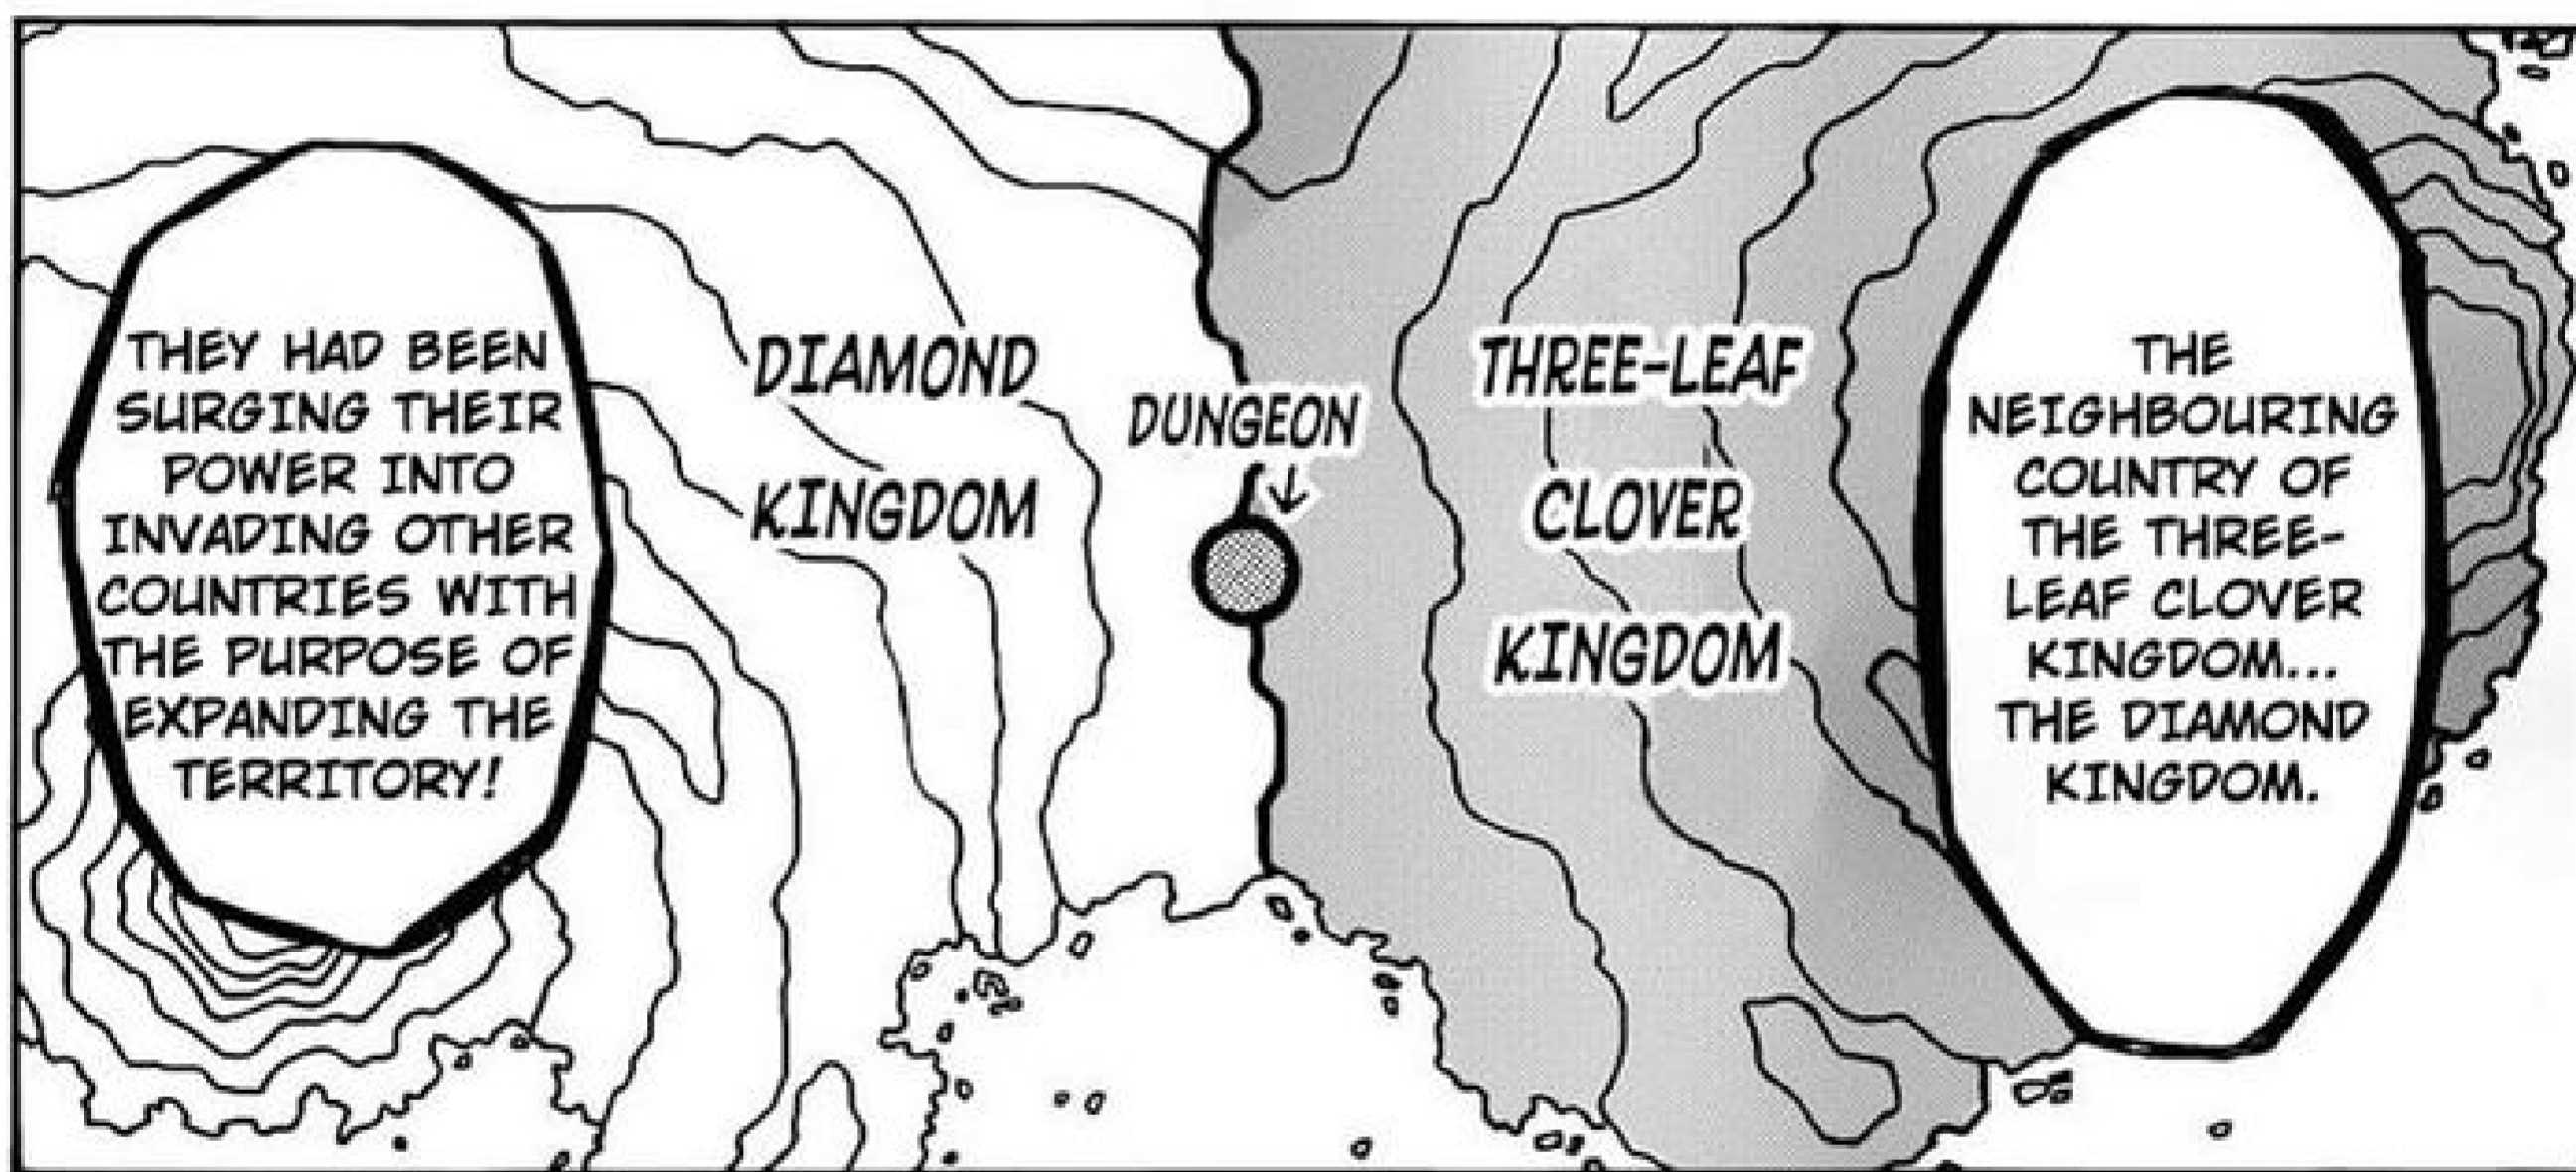 THE
NEIGHBOURING
COUNTRY OF
THE THREE-
LEAF CLOVER
KINGDOM...
THE DIAMOND
KINGDOM.
THREE-LEAF
CLOVER
KINGDOM
DUNGEON
DIAMOND
KINGDOM
THEY HAD BEEN
SURGING THEIR
POWER INTO
INVADING OTHER
COUNTRIES WITH
THE PURPOSE OF
EXPANDING THE
TERRITORY!